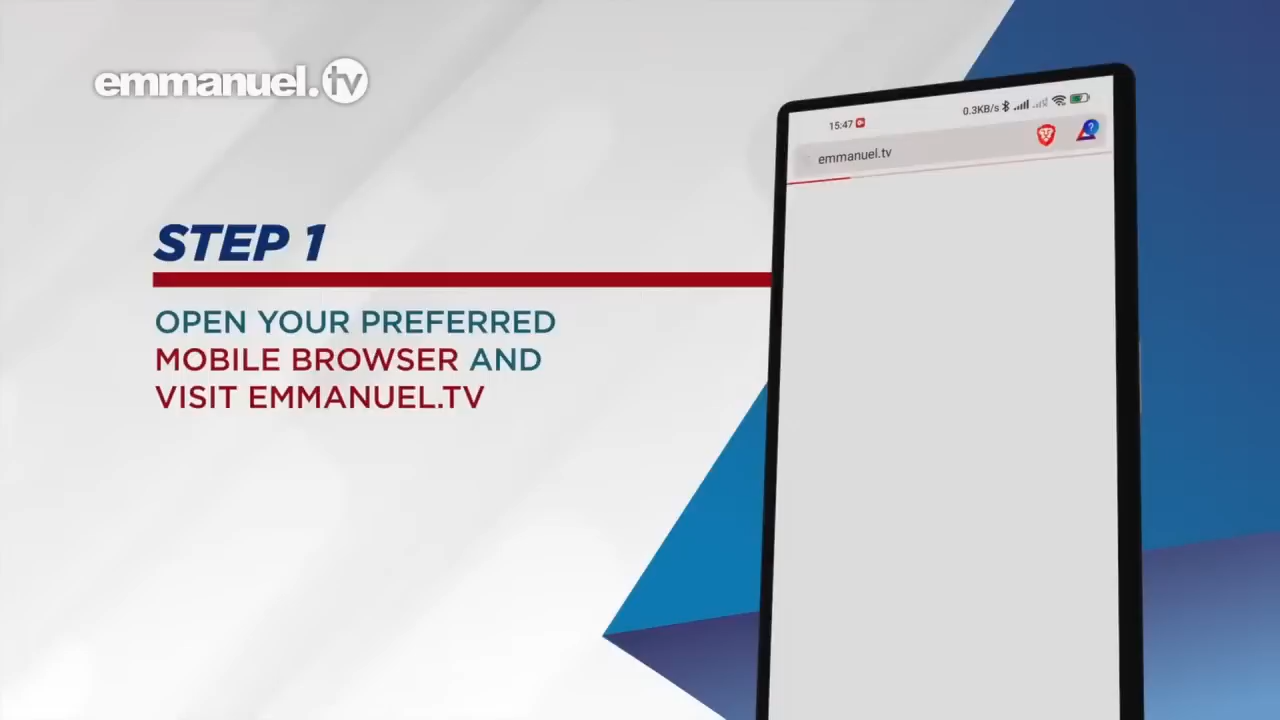 emmanuel.tv
15:47
0.3KB/s
emmanuel.tv
STEP 1
OPEN YOUR PREFERRED
MOBILE BROWSER AND
VISIT EMMANUEL.TV